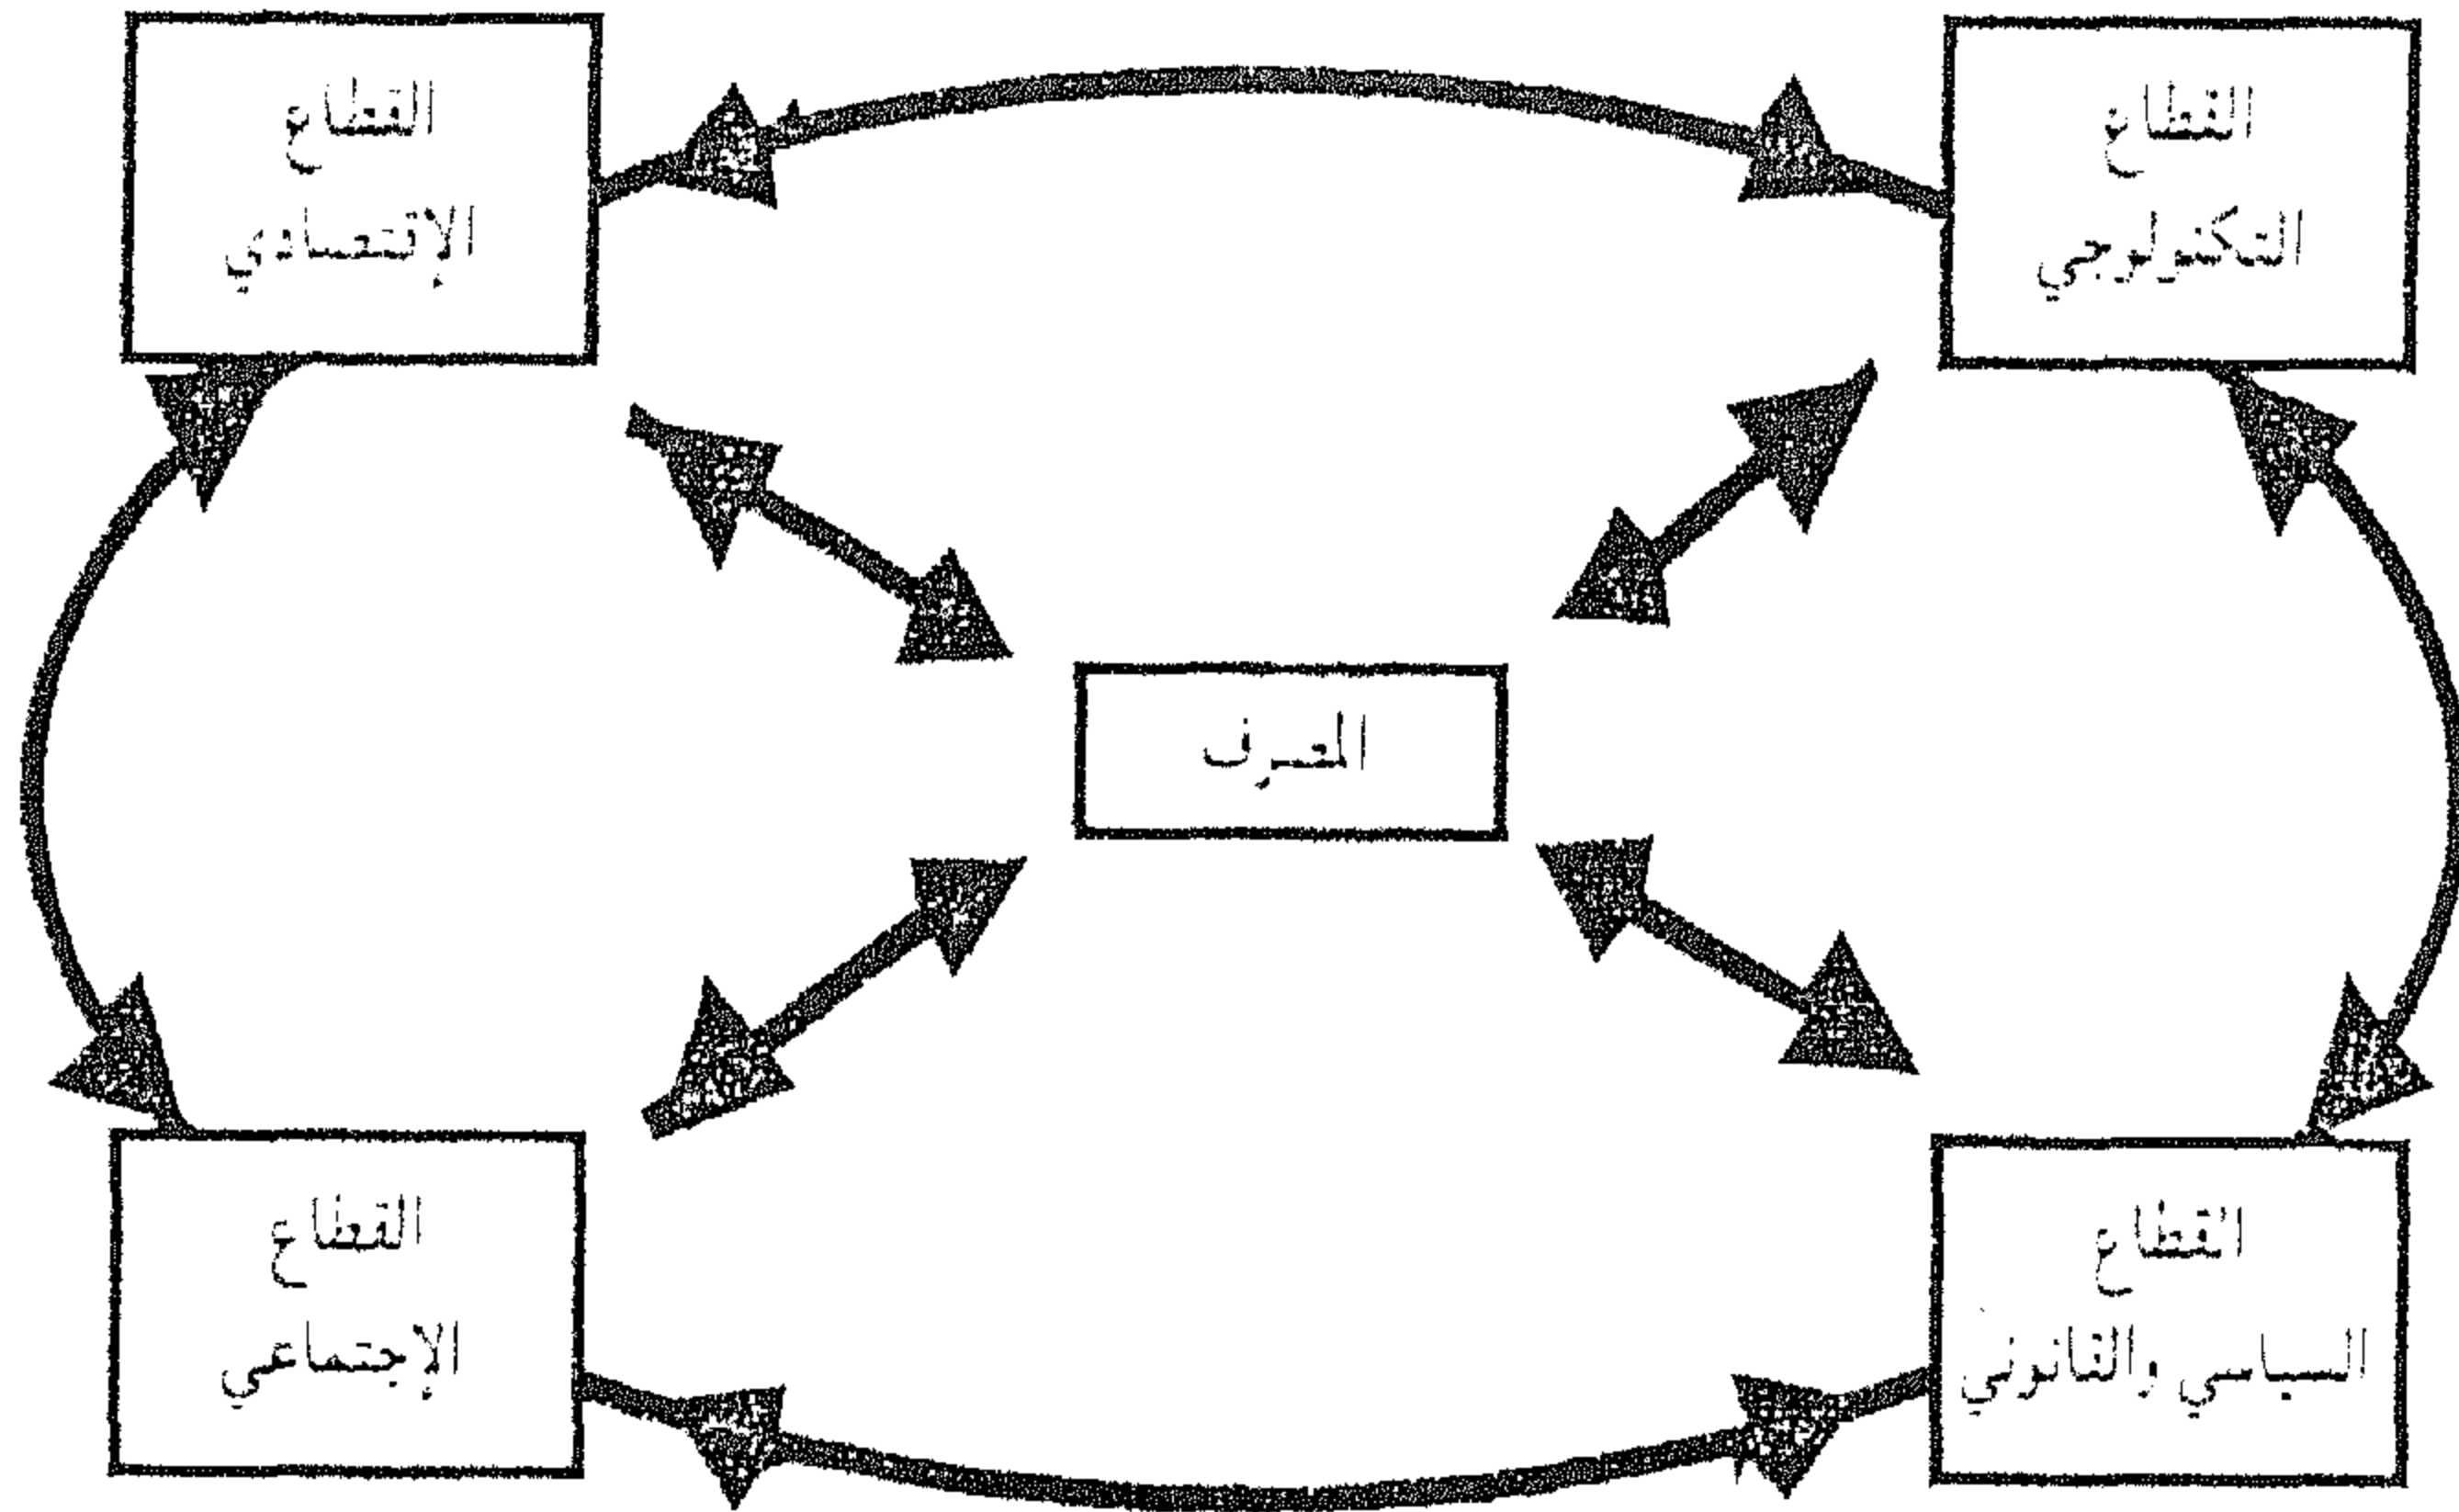 القطاع
التكنولوجي
القطاع
الإقتصادي
المصرف
القطاع
السياسي والقانوني
القطاع
الإجتماعي